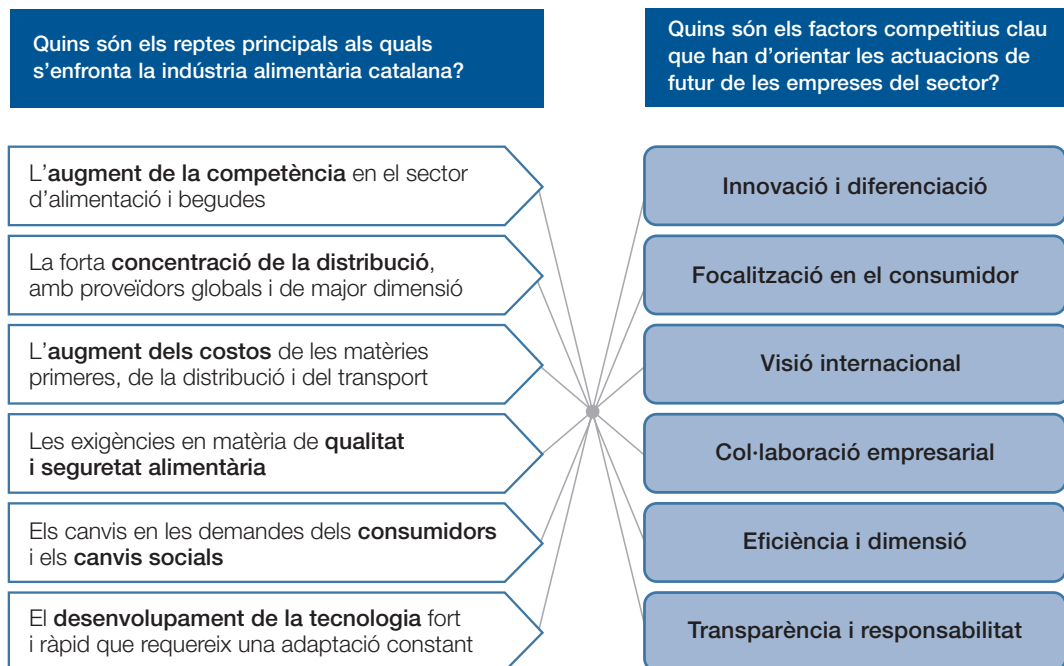 Quins són els reptes principals als quals
s’enfronta la indústria alimentària catalana?
L’augment de la competència en el sector
d’alimentació i begudes
La forta concentració de la distribució,
amb proveïdors globals i de major dimensió
L’augment dels costos de les matèries
primeres, de la distribució i del transport
Les exigències en matèria de qualitat
i seguretat alimentària
Els canvis en les demandes dels consumidors
i els canvis socials
El desenvolupament de la tecnologia fort
i ràpid que requereix una adaptació constant
Quins són els factors competitius clau
que han d’orientar les actuacions de
futur de les empreses del sector?
Innovació i diferenciació
Focalització en el consumidor
Visió internacional
Col·laboració empresarial
Eficiència i dimensió
Transparència i responsabilitat